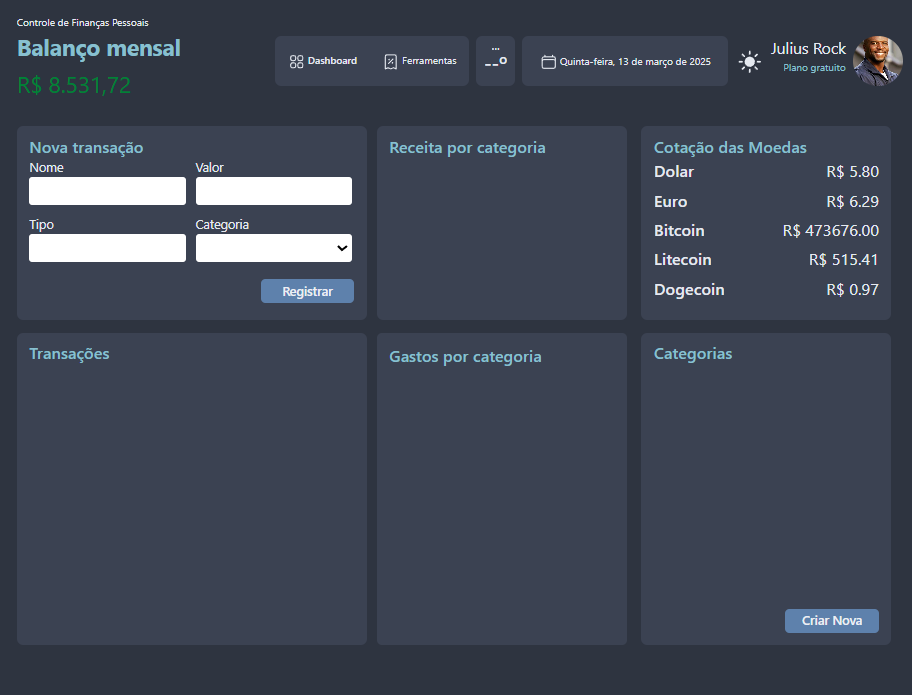 Controle de Finanças Pessoais
Balanço mensal
R$ 8.531,72
Dashboard
Ferramentas
Quinta-feira, 13 de março de 2025
Julius Rock
Plano gratuito
Nova transação
Nome
Valor
Tipo
Categoria
Registrar
Receita por categoria
Cotação das Moedas
Dolar R$ 5.80
Euro R$ 6.29
Bitcoin R$ 473676.00
Litecoin R$ 515.41
Dogecoin R$ 0.97
Transações
Gastos por categoria
Categorias
Criar Nova